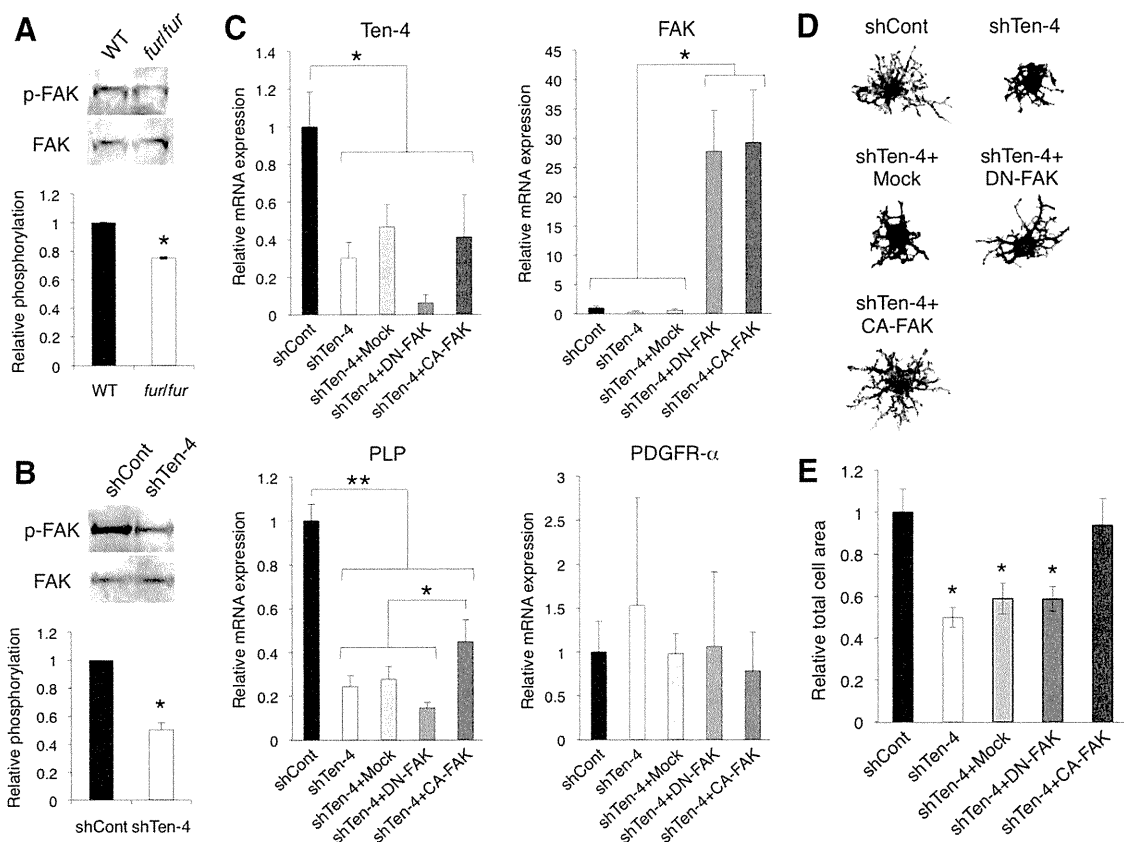 A
WT
fur/fur
p-FAK
FAK
Relative phosphorylation
1.2
1
0.8
0.6
0.4
0.2
0
*
WT
fur/fur
B
shCont
shTen-4
p-FAK
FAK
Relative phosphorylation
1.2
1
0.8
0.6
0.4
0.2
0
*
shCont shTen-4
C
Ten-4
Relative mRNA expression
1.4
1.2
1
0.8
0.6
0.4
0.2
0
*
shCont
shTen-4
shTen-4+Mock
shTen-4+DN-FAK
shTen-4+CA-FAK
FAK
Relative mRNA expression
45
40
35
30
25
20
15
10
5
0
*
shCont
shTen-4
shTen-4+Mock
shTen-4+DN-FAK
shTen-4+CA-FAK
PLP
Relative mRNA expression
1.2
1
0.8
0.6
0.4
0.2
0
**
*
shCont
shTen-4
shTen-4+Mock
shTen-4+DN-FAK
shTen-4+CA-FAK
PDGFR-α
Relative mRNA expression
3
2.5
2
1.5
1
0.5
0
shCont
shTen-4
shTen-4+Mock
shTen-4+DN-FAK
shTen-4+CA-FAK
D
shCont
shTen-4
shTen-4+
Mock
shTen-4+
DN-FAK
shTen-4+
CA-FAK
E
Relative total cell area
1.2
1
0.8
0.6
0.4
0.2
0
*
*
*
shCont
shTen-4
shTen-4+Mock
shTen-4+DN-FAK
shTen-4+CA-FAK